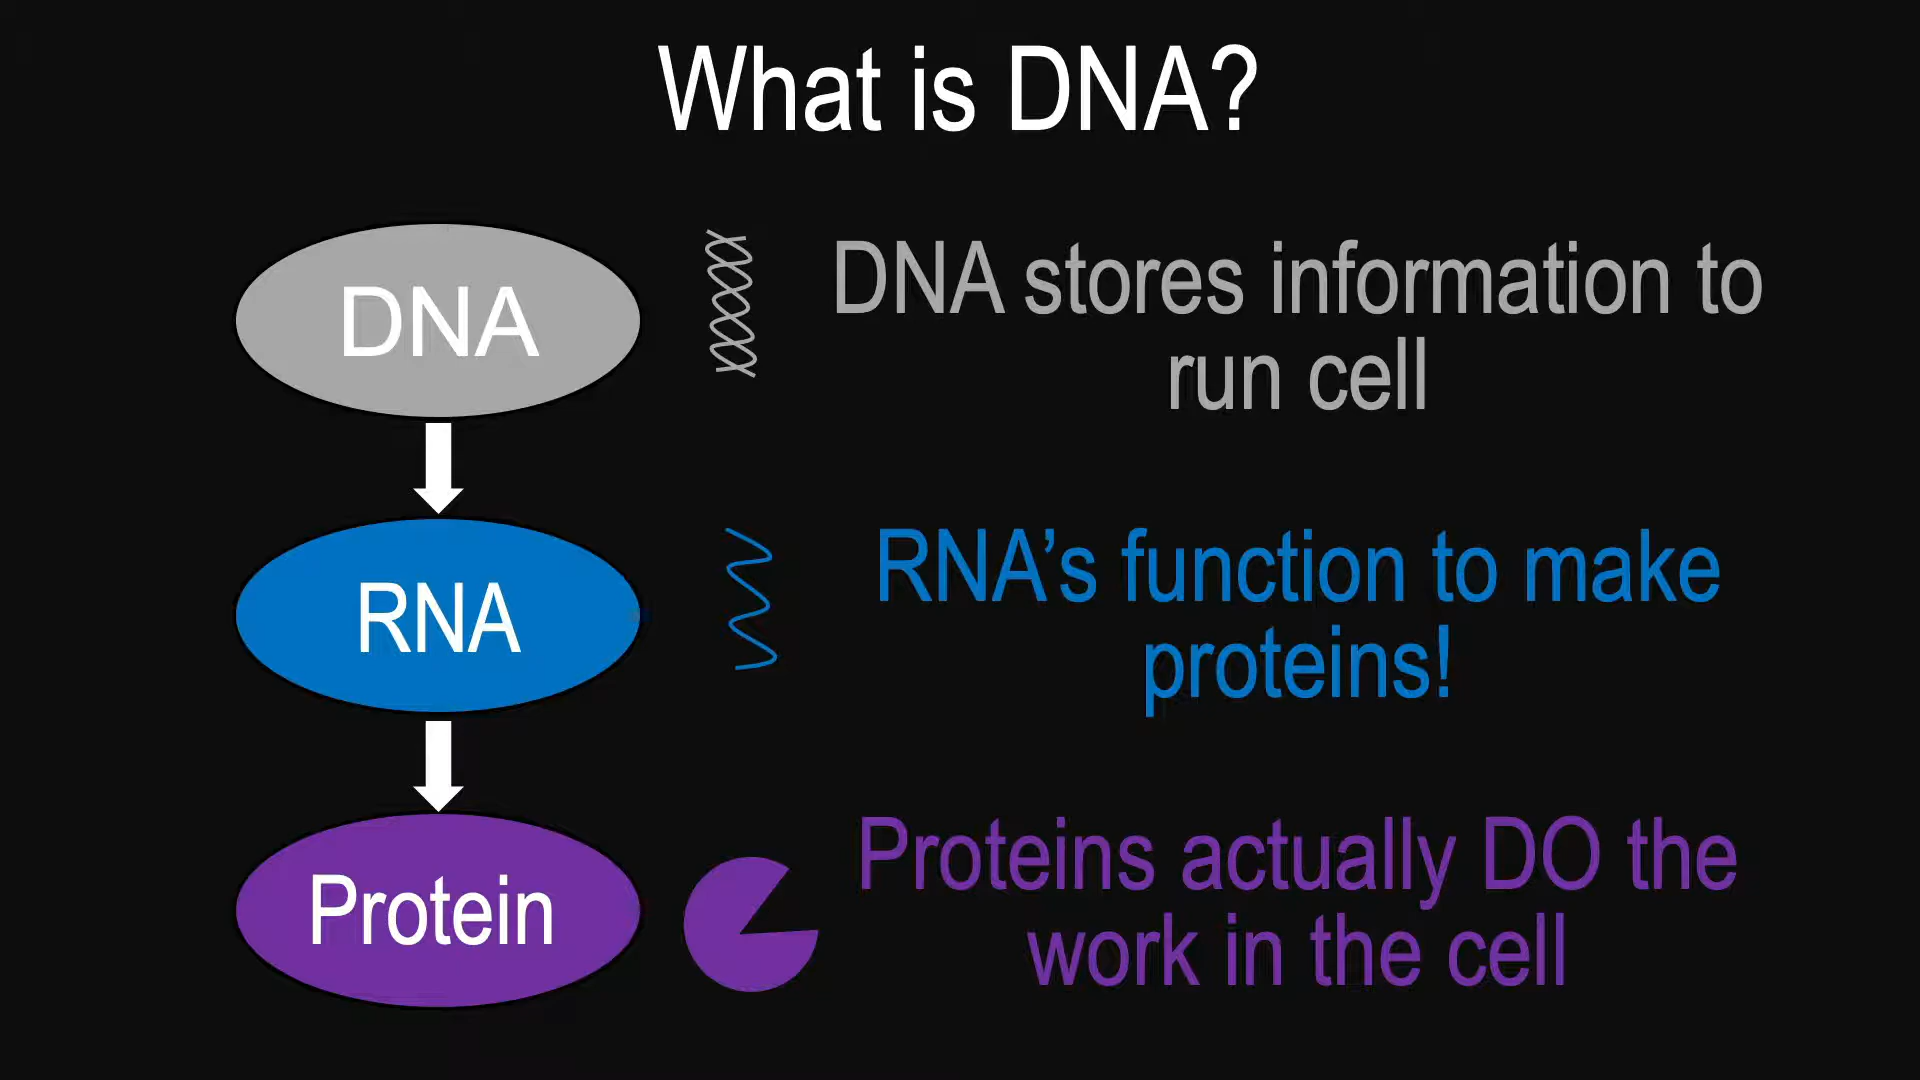 What is DNA?
DNA
DNA stores information to
run cell
RNA
RNA’s function to make
proteins!
Protein
Proteins actually DO the
work in the cell